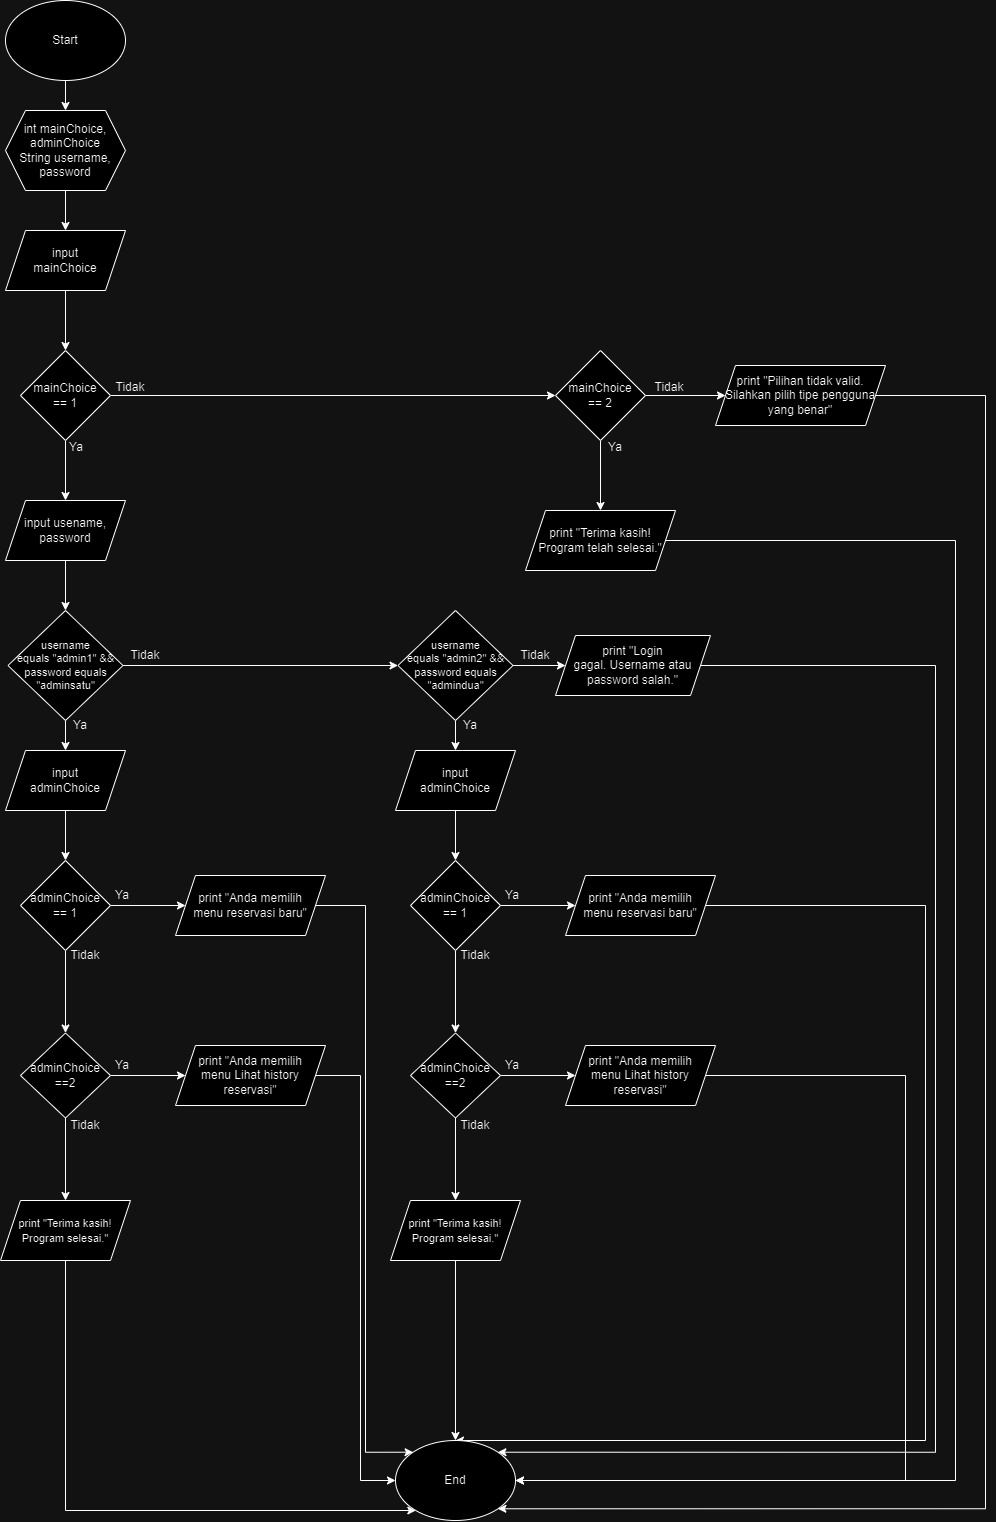 Start
int mainChoice,
adminChoice
String username,
password
input
mainChoice
mainChoice
== 1
Tidak
Ya
mainChoice
== 2
Tidak
Ya
print "Pilihan tidak valid.
Silahkan pilih tipe pengguna
yang benar"
input usename,
password
print "Terima kasih!
Program telah selesai."
username
equals "admin1" &&
password equals
"adminsatu"
Tidak
Ya
username
equals "admin2" &&
password equals
"admindua"
Tidak
Ya
print "Login
gagal. Username atau
password salah."
input
adminChoice
input
adminChoice
adminChoice
== 1
Ya
Tidak
print "Anda memilih
menu reservasi baru"
adminChoice
== 1
Ya
Tidak
print "Anda memilih
menu reservasi baru"
adminChoice
==2
Ya
Tidak
print "Anda memilih
menu Lihat history
reservasi"
adminChoice
==2
Ya
Tidak
print "Anda memilih
menu Lihat history
reservasi"
print "Terima kasih!
Program selesai."
print "Terima kasih!
Program selesai."
End